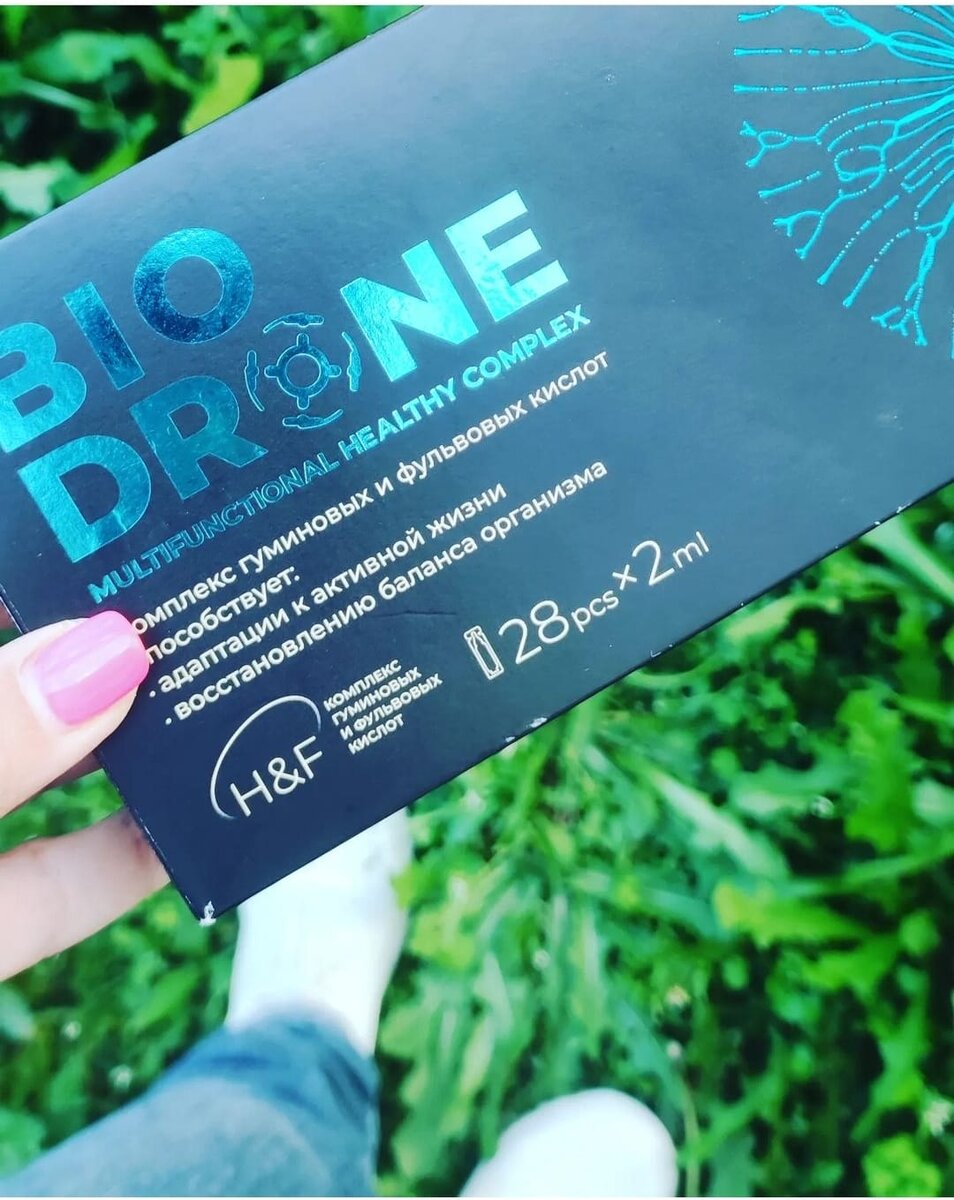 BIO
DRONE
MULTIFUNCTIONAL HEALTHY COMPLEX
омплекс гуминовых и фульвовых кислот
пособствует:
· адаптации к активной жизни
· восстановлению баланса организма
28 pcs × 2 ml
H&F
КОМПЛЕКС
ГУМИНОВЫХ
И ФУЛЬВОВЫХ
КИСЛОТ